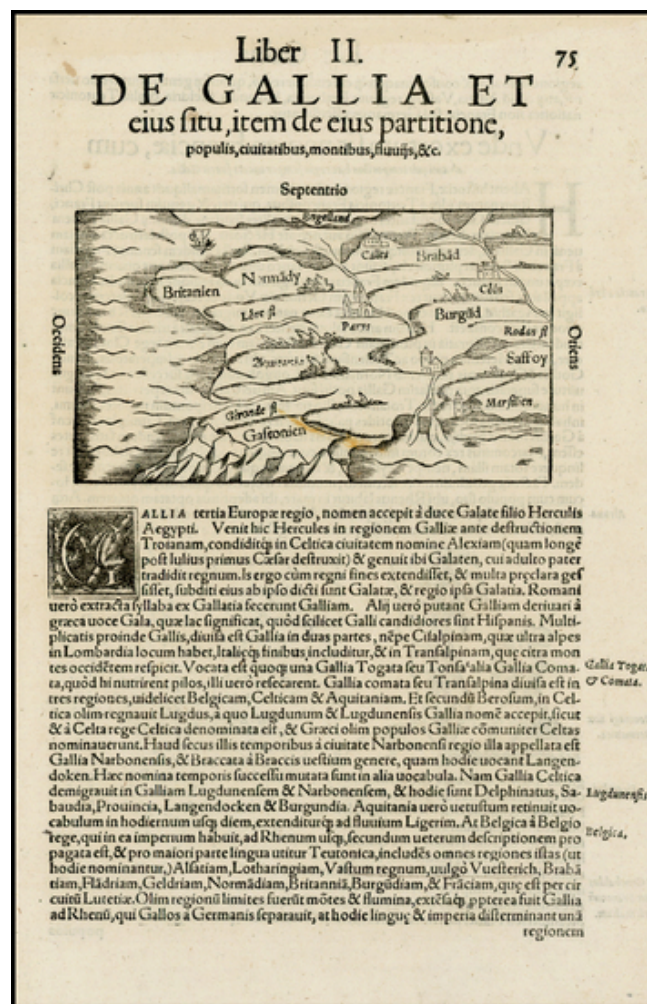 Liber II. 75
DE GALLIA ET
eius ſitu, item de eius partitione,
populis, ciuitatibus, montibus, fluuijs, &c.
Septentrio
Engelland
Cales
Brabãd
Normãdy
Britanien
Clös
Löre fl
Parys
Burgũd
Rodan fl
Occidens
Oriens
Saffoy
Marſilien
Gironde fl
Gaſconien
GALLIA tertia Europæ regio, nomen accepit à duce Galate filio Herculis
Aegypti. Venit hic Hercules in regionem Galliæ ante deſtructionem
Troianam, condiditq́; in Celtica ciuitatem nomine Alexiam (quam longè
poſt Iulius primus Cæſar deſtruxit) & genuit ibi Galaten, cui adulto pater
tradidit regnum. Is ergo cùm regni fines extendiſſet, & multa pręclara geſ
ſiſſet, ſubditi eius ab ipſo dicti ſunt Galatæ, & regio ipſa Galatia. Romani
uerò extracta ſyllaba ex Gallatia fecerunt Galliam. Alij uerò putant Galliam deriuari à
græca uoce Gala, quæ lac ſignificat, quòd ſcilicet Galli candidiores ſint Hiſpanis. Multi-
plicatis proinde Gallis, diuiſa eſt Gallia in duas partes, nẽpe Ciſalpinam, quæ ultra alpes
in Lombardia locum habet, Italicisq́; finibus includitur, & in Tranſalpinam, quę citra mon
tes occidẽtem reſpicit. Vocata eſt quoq; una Gallia Togata ſeu Tonſa, alia Gallia Coma-
ta, quòd hi nutrirent pilos, illi uerò reſecarent. Gallia comata ſeu Tranſalpina diuiſa eſt in
tres regiones, uidelicet Belgicam, Celticam & Aquitaniam. Et ſecundũ Beroſum, in Cel-
tica olim regnauit Lugdus, à quo Lugdunum & Lugdunenſis Gallia nomẽ accepit, ſicut
& à Celta rege Celtica denominata eſt, & Græci olim populos Galliæ cõmuniter Celtas
nominauerunt. Haud ſecus illis temporibus à ciuitate Narbonenſi regio illa appellata eſt
Gallia Narbonenſis, & Braccata à Braccis ueſtium genere, quam hodie uocant Langen-
doken. Hæc nomina temporis ſucceſſu mutata ſunt in alia uocabula. Nam Gallia Celtica
demigrauit in Galliam Lugdunenſem & Narbonenſem, & hodie ſunt Delphinatus, Sa-
baudia, Prouincia, Langendocken & Burgundia. Aquitania uerò uetuſtum retinuit uo-
cabulum in hodiernum uſq; diem, extenditurq́; ad fluuium Ligerim. At Belgica à Belgio
rege, qui in ea imperium habuit, ad Rhenum uſq;, ſecundum ueterum deſcriptionem pro
pagata eſt, & pro maiori parte lingua utitur Teutonica, includẽs omnes regiones iſtas (ut
hodie nominantur,) Alſatiam, Lotharingiam, Vaſtum regnum, uulgò Vueſterich, Brabã
tiam, Flãdriam, Geldriam, Normãdiam, Britanniã, Burgũdiam, & Frãciam, quę eſt per cir
cuitũ Lutetiæ. Olim regionũ limites fuerũt mõtes & flumina, extẽſaq́; ppterea fuit Gallia
ad Rhenũ, qui Gallos à Germanis ſeparauit, at hodie linguę & imperia diſterminant unã
regionem
Gallia Togata
& Comata.
Lugdunenſis
Belgica.